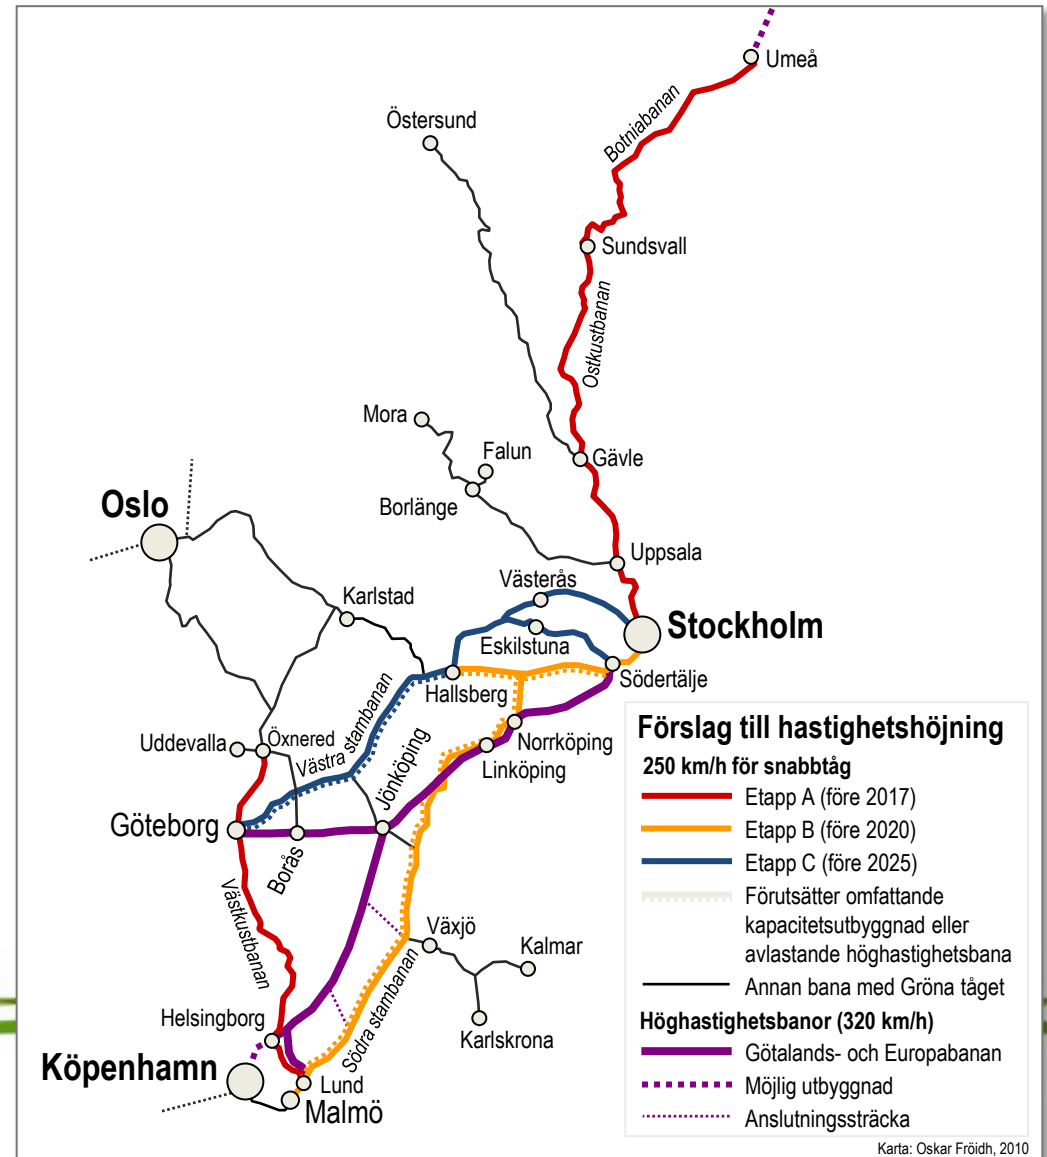 Umeå
Botniabanan
Östersund
Sundsvall
Ostkustbanan
Mora
Falun
Gävle
Borlänge
Oslo
Uppsala
Västerås
Karlstad
Stockholm
Eskilstuna
Södertälje
Hallsberg
Västra stambanan
Uddevalla
Öxnered
Jönköping
Norrköping
Linköping
Göteborg
Borås
Västkustbanan
Växjö
Kalmar
Södra stambanan
Karlskrona
Helsingborg
Köpenhamn
Lund
Malmö
Förslag till hastighetshöjning
250 km/h för snabbtåg
Etapp A (före 2017)
Etapp B (före 2020)
Etapp C (före 2025)
Förutsätter omfattande
kapacitetsutbyggnad eller
avlastande höghastighetsbana
Annan bana med Gröna tåget
Höghastighetsbanor (320 km/h)
Götalands- och Europabanan
Möjlig utbyggnad
Anslutningssträcka
Karta: Oskar Fröidh, 2010